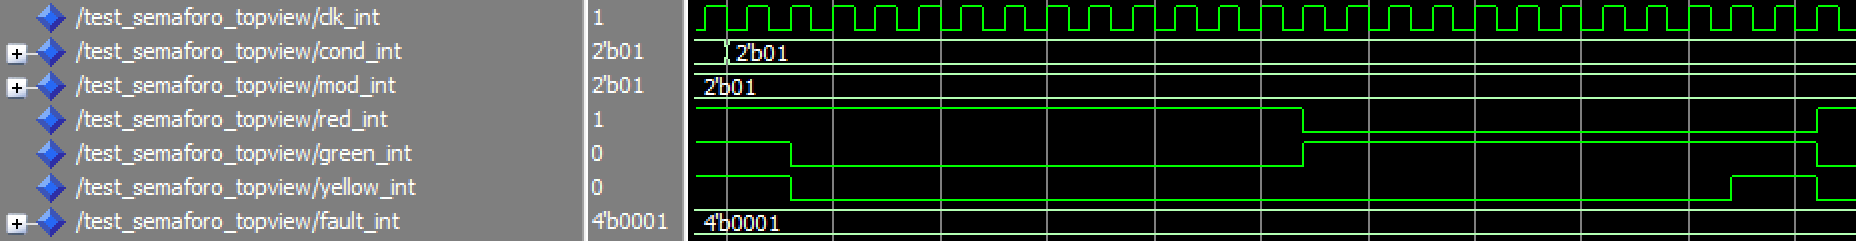 /test_semaforo_topview/clk_int 1
/test_semaforo_topview/cond_int 2'b01 2'b01
/test_semaforo_topview/mod_int 2'b01 2'b01
/test_semaforo_topview/red_int 1
/test_semaforo_topview/green_int 0
/test_semaforo_topview/yellow_int 0
/test_semaforo_topview/fault_int 4'b0001 4'b0001